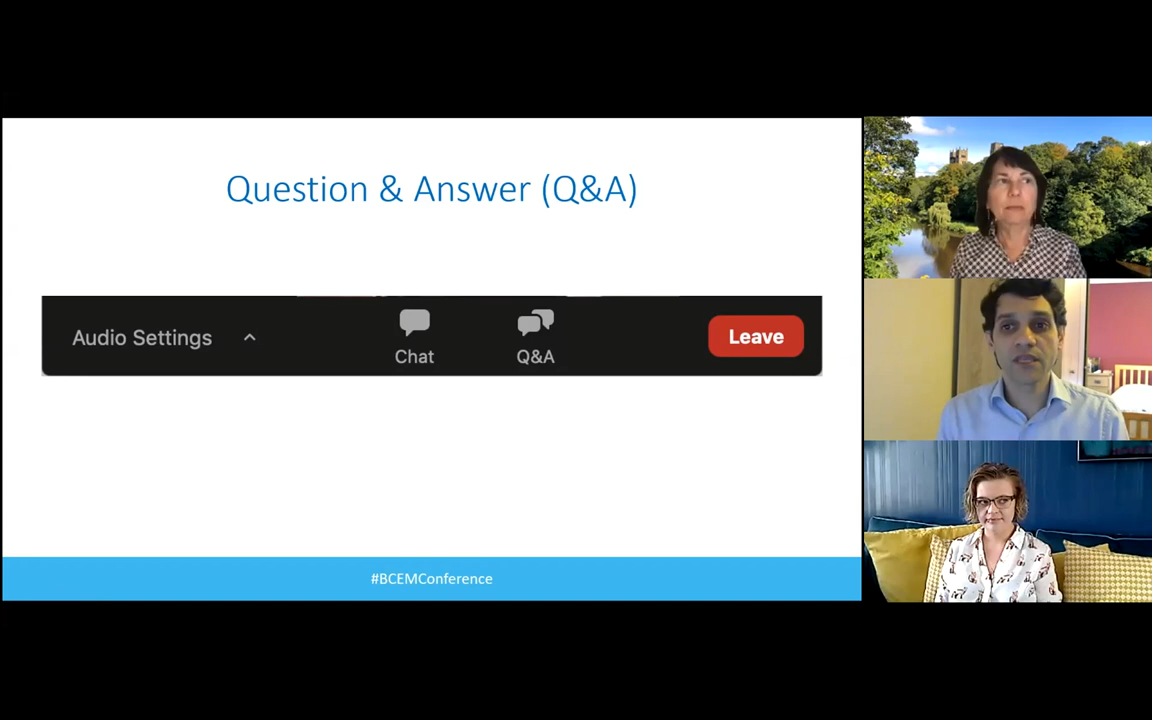 Question & Answer (Q&A)
Audio Settings
Chat
Q&A
Leave
#BCEMConference